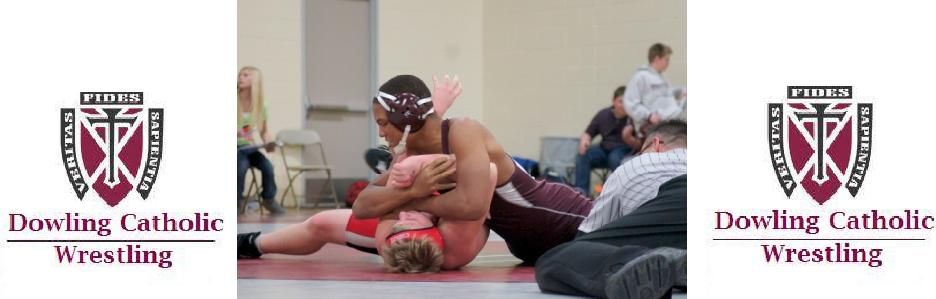 FIDES
VERITAS
SAPIENTIA
Dowling Catholic
Wrestling
FIDES
VERITAS
SAPIENTIA
Dowling Catholic
Wrestling